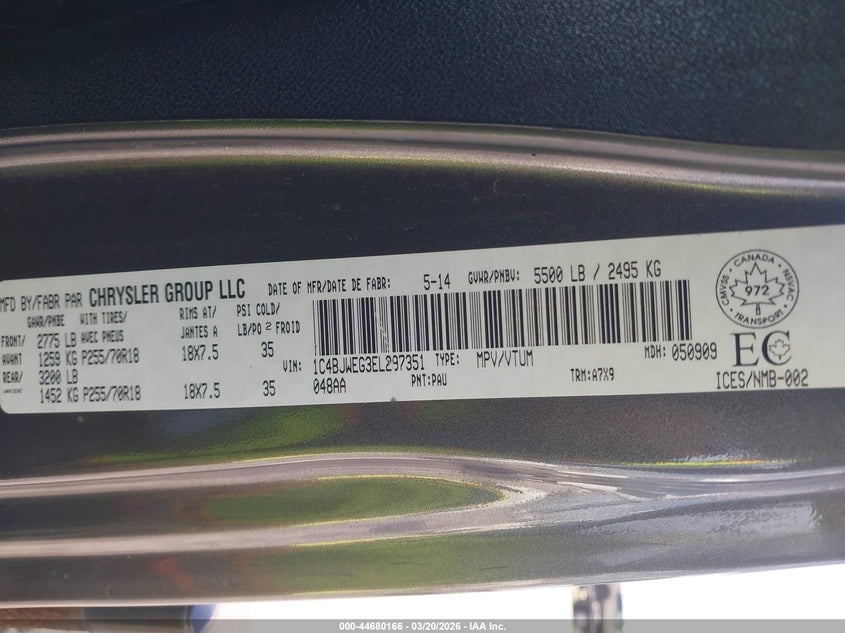 MFD BY/FABR PAR CHRYSLER GROUP LLC
DATE OF MFR/DATE DE FABR: 5-14 GVWR/PNBV: 5500 LB / 2495 KG
GAWR/PNBE WITH TIRES/ RIMS AT/ PSI COLD/
AVEC PNEUS JANTES A LB/PO 2 FROID
FRONT/ 2775 LB
AVANT 1259 KG P255/70R18 18X7.5 35
REAR/ 3200 LB
1452 KG P255/70R18 18X7.5 35
VIN: 1C4BJWEG3EL297351 TYPE: MPV/VTUM MDH: 050909
048AA PNT:PAU TRM:A7X9
CANADA
CMVSS 972 NSVAC
TRANSPORT
EC
ICES/NMB-002
000-44680166 — 03/20/2026 — IAA Inc.